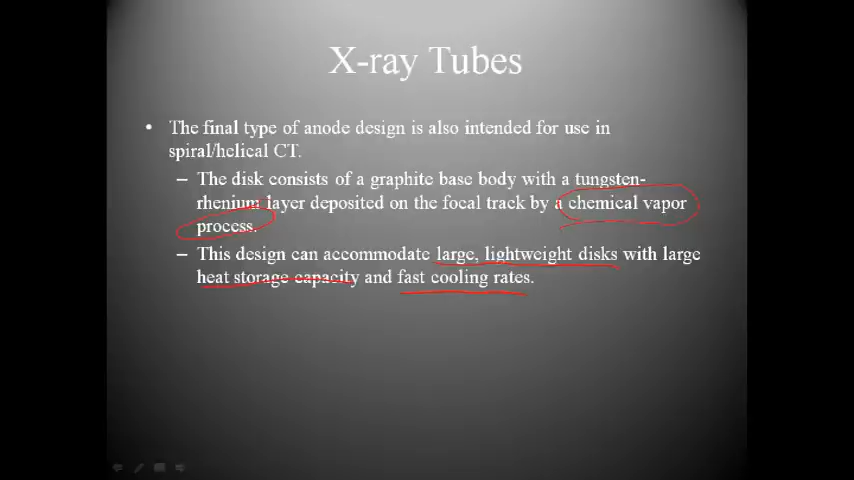 X-ray Tubes
• The final type of anode design is also intended for use in
spiral/helical CT.
– The disk consists of a graphite base body with a tungsten-
rhenium layer deposited on the focal track by a chemical vapor
process.
– This design can accommodate large, lightweight disks with large
heat storage capacity and fast cooling rates.